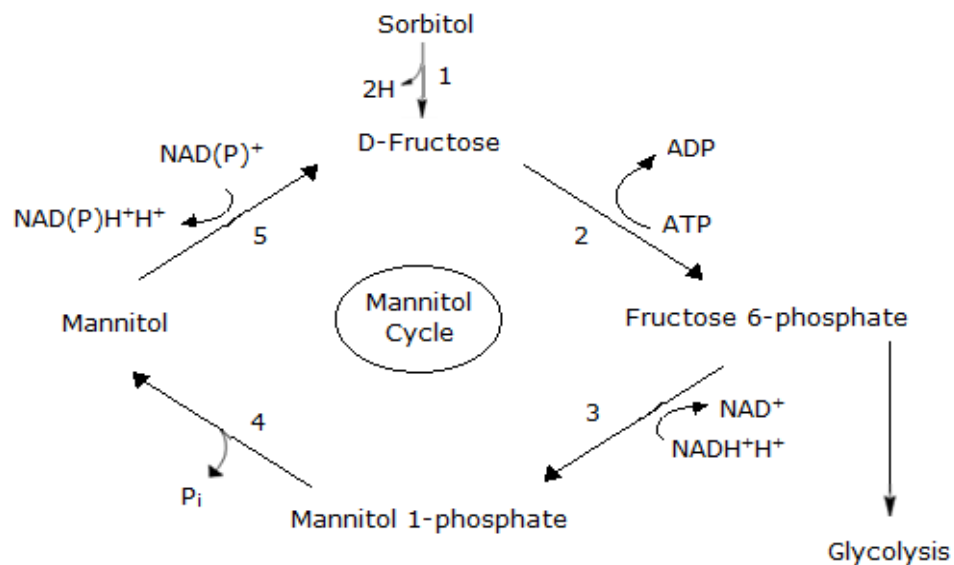 Sorbitol
2H
1
D-Fructose
NAD(P)⁺
ADP
NAD(P)H⁺H⁺
ATP
5
2
Mannitol
Mannitol
Cycle
Fructose 6-phosphate
4
3
NAD⁺
NADH⁺H⁺
Pᵢ
Mannitol 1-phosphate
Glycolysis